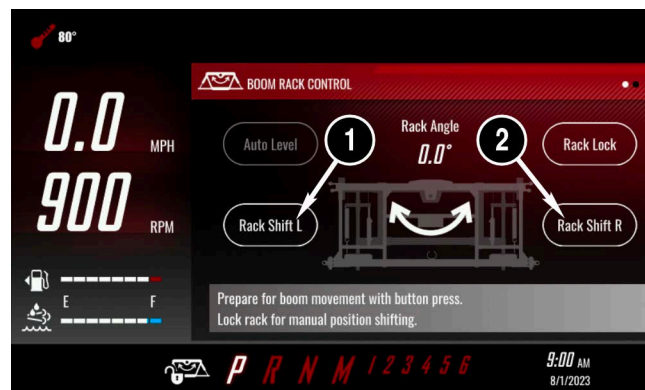 80°
BOOM RACK CONTROL
0.0 MPH
900 RPM
Auto Level
1
Rack Angle
0.0°
2
Rack Lock
Rack Shift L
Rack Shift R
E F
Prepare for boom movement with button press.
Lock rack for manual position shifting.
P R N M 1 2 3 4 5 6
9:00 AM
8/1/2023